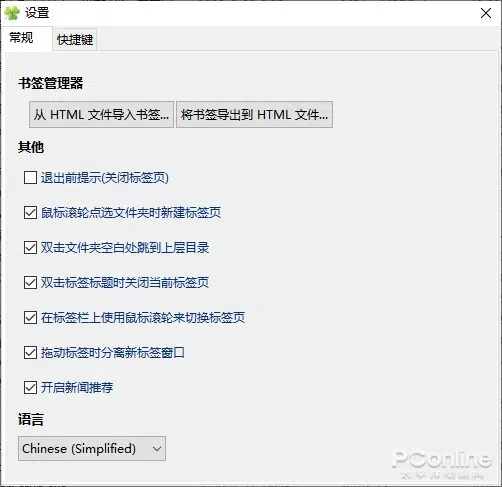 设置
常规
快捷键
书签管理器
从 HTML 文件导入书签...
将书签导出到 HTML 文件...
其他
退出前提示(关闭标签页)
鼠标滚轮点选文件夹时新建标签页
双击文件夹空白处跳到上层目录
双击标签标题时关闭当前标签页
在标签栏上使用鼠标滚轮来切换标签页
拖动标签时分离新标签窗口
开启新闻推荐
语言
Chinese (Simplified)
PConline
太平洋电脑网